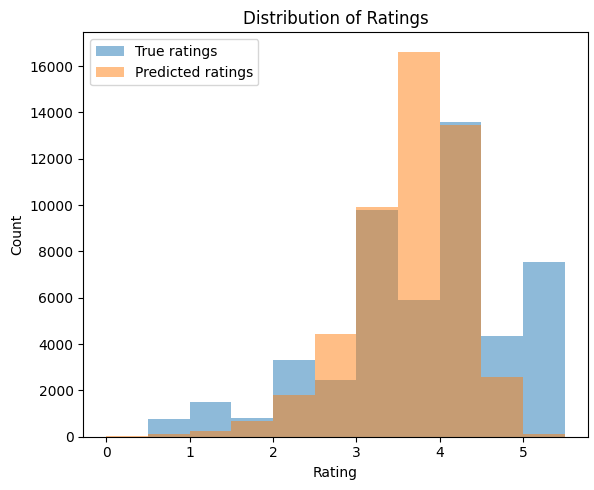 Distribution of Ratings
True ratings
Predicted ratings
16000
14000
12000
10000
8000
6000
4000
2000
0
Count
0 1 2 3 4 5
Rating